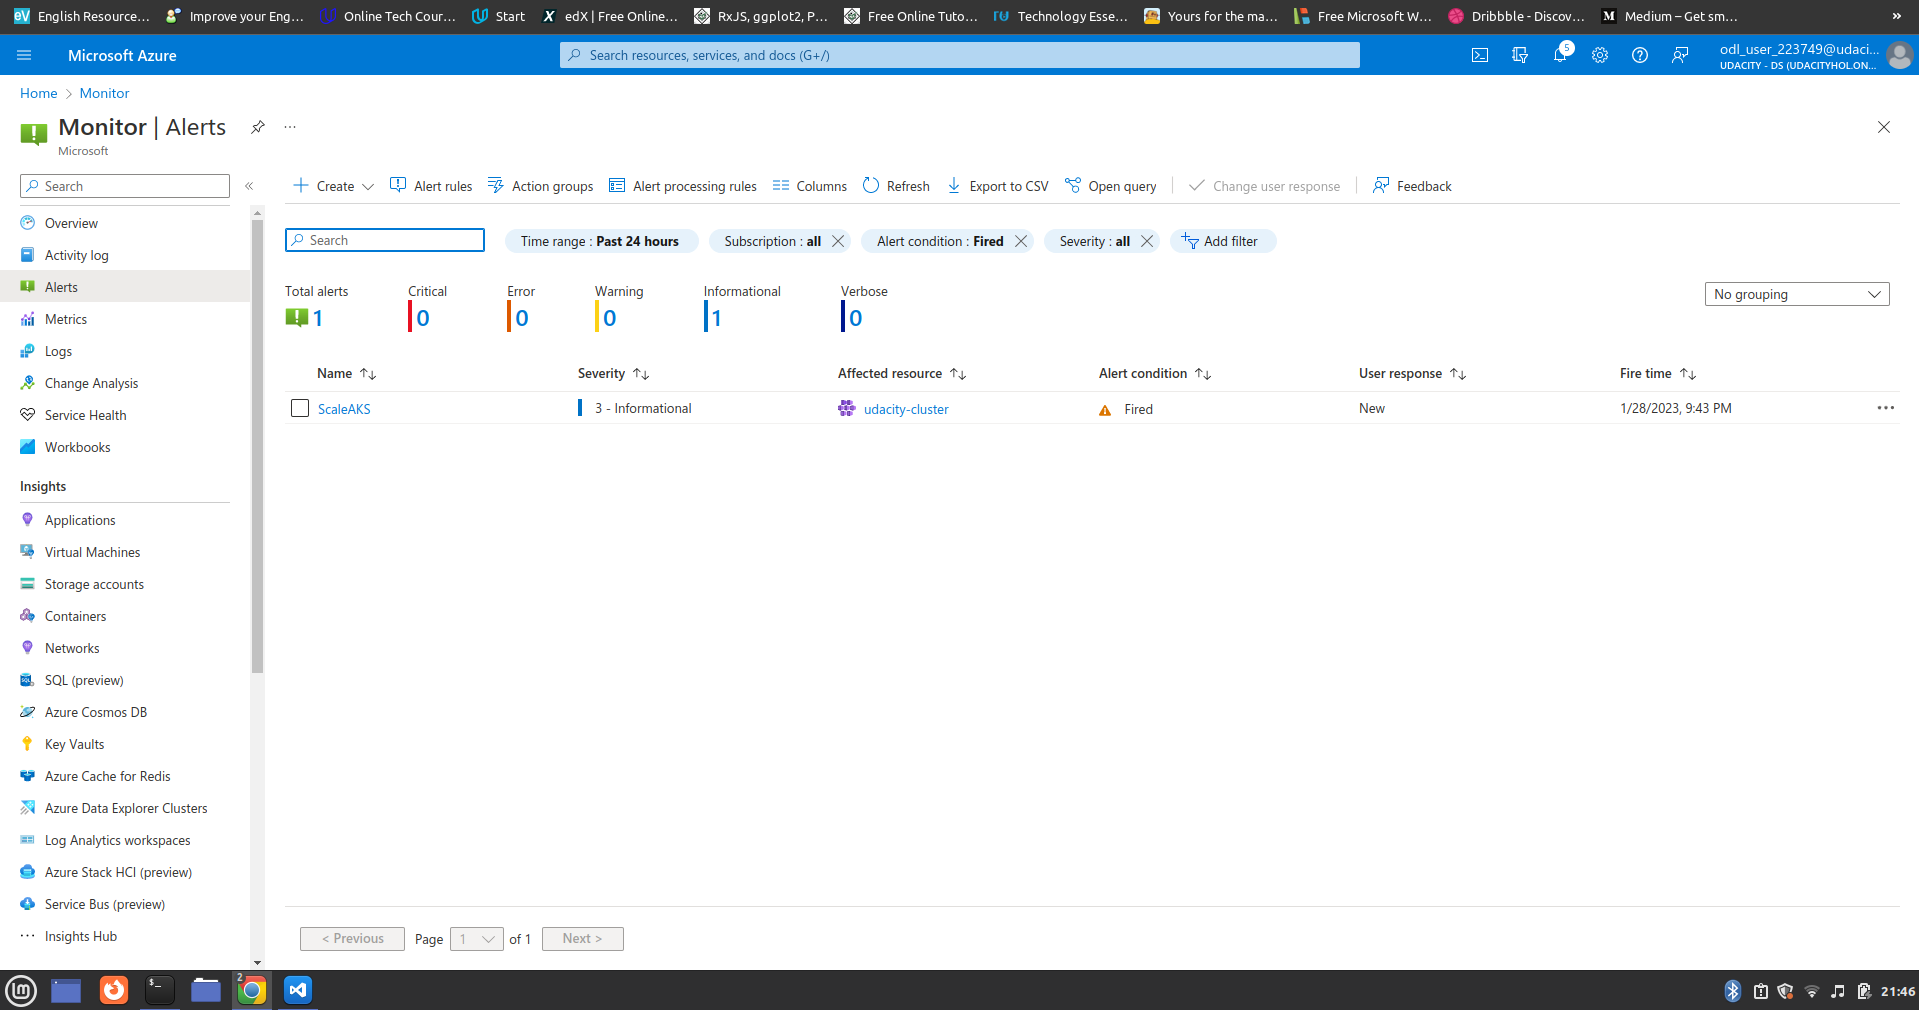 English Resource... Improve your Eng... Online Tech Cour... Start edX | Free Online... RxJS, ggplot2, P... Free Online Tuto... Technology Esse... Yours for the ma... Free Microsoft W... Dribbble - Discov... Medium – Get sm... »
Microsoft Azure
Search resources, services, and docs (G+/)
5
odl_user_223749@udaci...
UDACITY - DS (UDACITYHOL.ON...
Home > Monitor
Monitor | Alerts
Microsoft
Search «
Overview
Activity log
Alerts
Metrics
Logs
Change Analysis
Service Health
Workbooks
Insights
Applications
Virtual Machines
Storage accounts
Containers
Networks
SQL (preview)
Azure Cosmos DB
Key Vaults
Azure Cache for Redis
Azure Data Explorer Clusters
Log Analytics workspaces
Azure Stack HCI (preview)
Service Bus (preview)
Insights Hub
Create Alert rules Action groups Alert processing rules Columns Refresh Export to CSV Open query Change user response Feedback
Search Time range : Past 24 hours Subscription : all Alert condition : Fired Severity : all Add filter
Total alerts Critical Error Warning Informational Verbose
1 0 0 0 1 0
No grouping
Name Severity Affected resource Alert condition User response Fire time
ScaleAKS 3 - Informational udacity-cluster Fired New 1/28/2023, 9:43 PM
< Previous Page 1 of 1 Next >
2
21:46